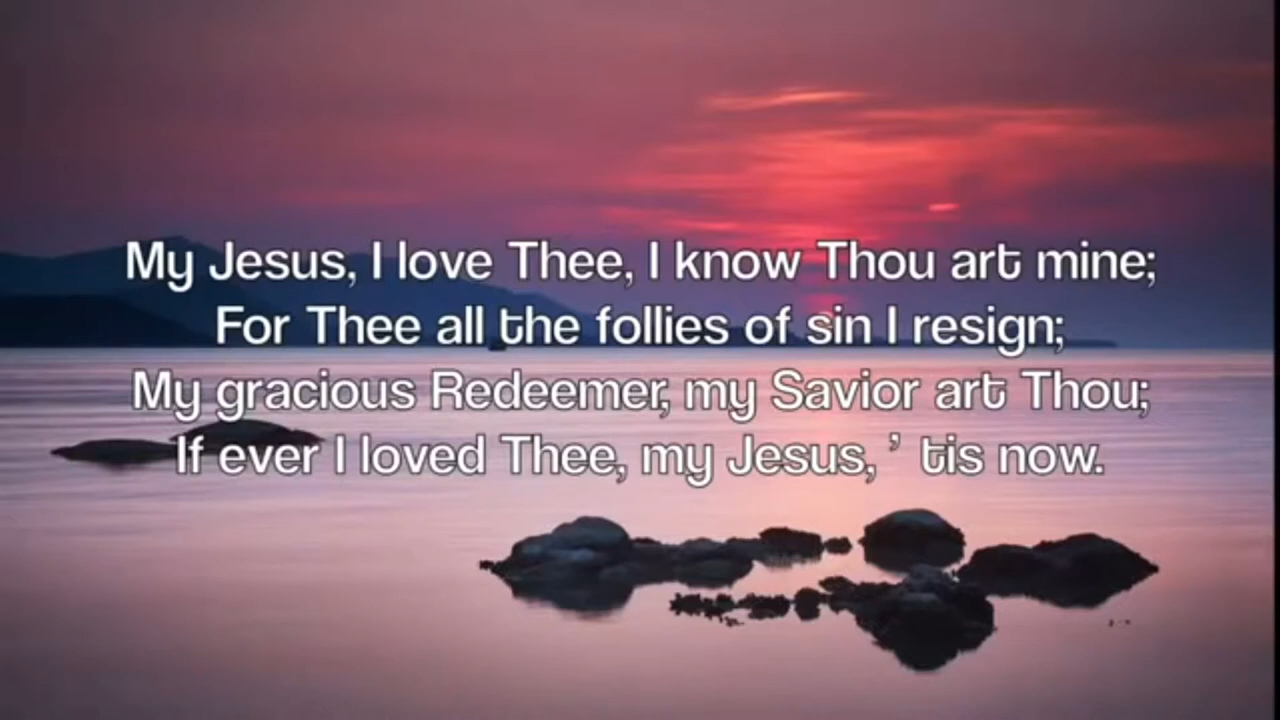 My Jesus, I love Thee, I know Thou art mine;
For Thee all the follies of sin I resign;
My gracious Redeemer, my Savior art Thou;
If ever I loved Thee, my Jesus, ’ tis now.